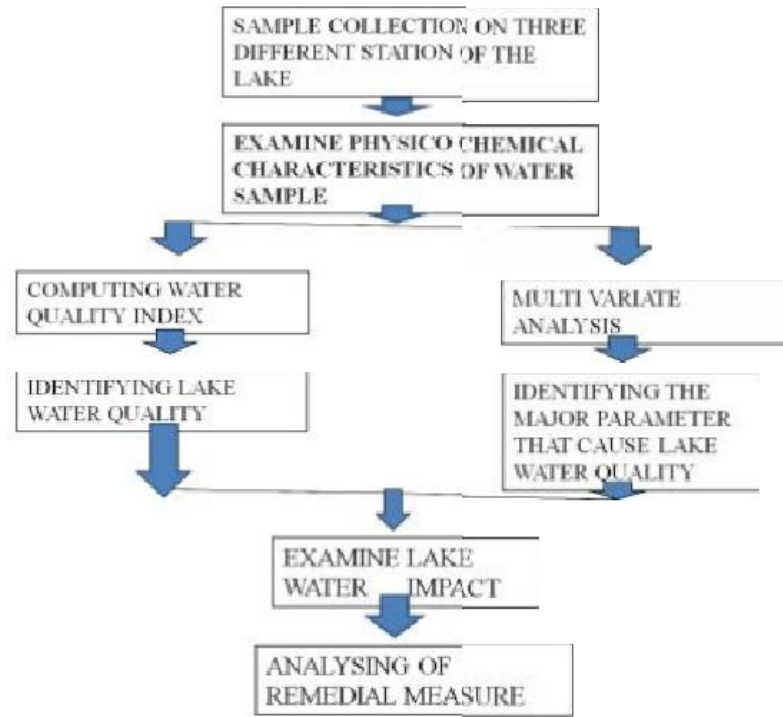 SAMPLE COLLECTION ON THREE
DIFFERENT STATION OF THE
LAKE
EXAMINE PHYSICO CHEMICAL
CHARACTERISTICS OF WATER
SAMPLE
COMPUTING WATER
QUALITY INDEX
IDENTIFYING LAKE
WATER QUALITY
MULTI VARIATE
ANALYSIS
IDENTIFYING THE
MAJOR PARAMETER
THAT CAUSE LAKE
WATER QUALITY
EXAMINE LAKE
WATER IMPACT
ANALYSING OF
REMEDIAL MEASURE